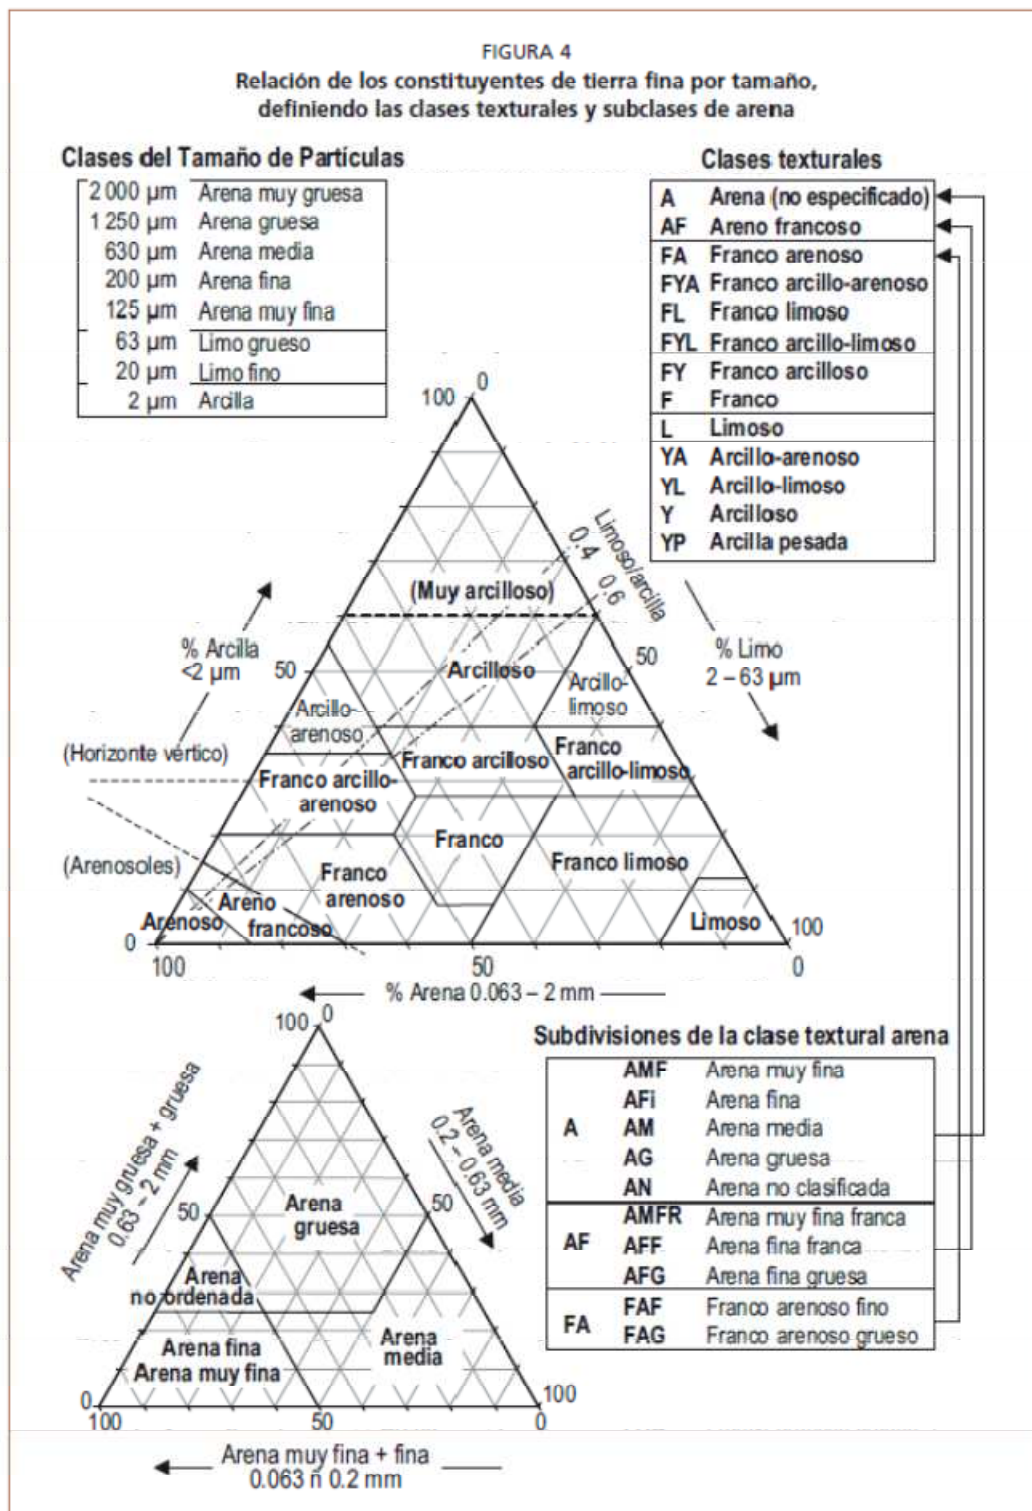 FIGURA 4
Relación de los constituyentes de tierra fina por tamaño,
definiendo las clases texturales y subclases de arena
Clases del Tamaño de Partículas
2 000 µm Arena muy gruesa
1 250 µm Arena gruesa
630 µm Arena media
200 µm Arena fina
125 µm Arena muy fina
63 µm Limo grueso
20 µm Limo fino
2 µm Arcilla
Clases texturales
A Arena (no especificado)
AF Areno francoso
FA Franco arenoso
FYA Franco arcillo-arenoso
FL Franco limoso
FYL Franco arcillo-limoso
FY Franco arcilloso
F Franco
L Limoso
YA Arcillo-arenoso
YL Arcillo-limoso
Y Arcilloso
YP Arcilla pesada
100 0
Limoso/arcilla
0.4 0.6
(Muy arcilloso)
% Arcilla
<2 µm
50
Arcilloso
50
% Limo
2 – 63 µm
Arcillo-
limoso
Arcillo-
arenoso
(Horizonte vértico)
Franco arcilloso
Franco
arcillo-limoso
Franco arcillo-
arenoso
Franco
(Arenosoles)
Franco
arenoso
Franco limoso
Arenoso
Areno
francoso
Limoso
0
100
100
50
0
% Arena 0.063 – 2 mm
100 0
Arena muy gruesa + gruesa
0.63 – 2 mm
Arena media
0.2 – 0.63 mm
50
50
Arena
gruesa
Arena
no ordenada
Arena fina
Arena muy fina
Arena
media
0
100
100
50
0
Arena muy fina + fina
0.063 ñ 0.2 mm
Subdivisiones de la clase textural arena
AMF Arena muy fina
AFi Arena fina
A AM Arena media
AG Arena gruesa
AN Arena no clasificada
AMFR Arena muy fina franca
AF AFF Arena fina franca
AFG Arena fina gruesa
FA FAF Franco arenoso fino
FAG Franco arenoso grueso